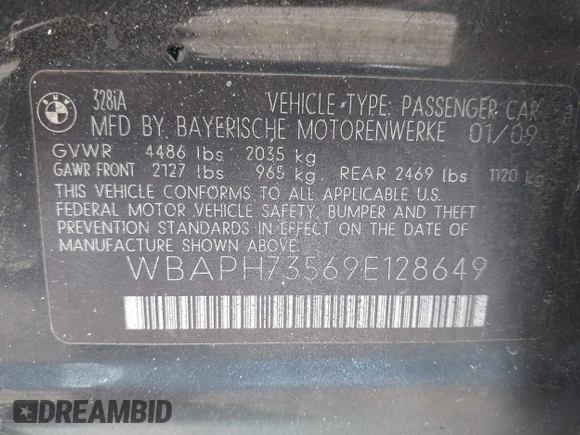 BMW
328iA
VEHICLE TYPE: PASSENGER CAR
MFD BY. BAYERISCHE MOTORENWERKE 01/09
GVWR 4486 lbs 2035 kg
GAWR FRONT 2127 lbs 965 kg REAR 2469 lbs 1120 kg
THIS VEHICLE CONFORMS TO ALL APPLICABLE U.S.
FEDERAL MOTOR VEHICLE SAFETY, BUMPER AND THEFT
PREVENTION STANDARDS IN EFFECT ON THE DATE OF
MANUFACTURE SHOWN ABOVE.
WBAPH73569E128649
DREAMBID